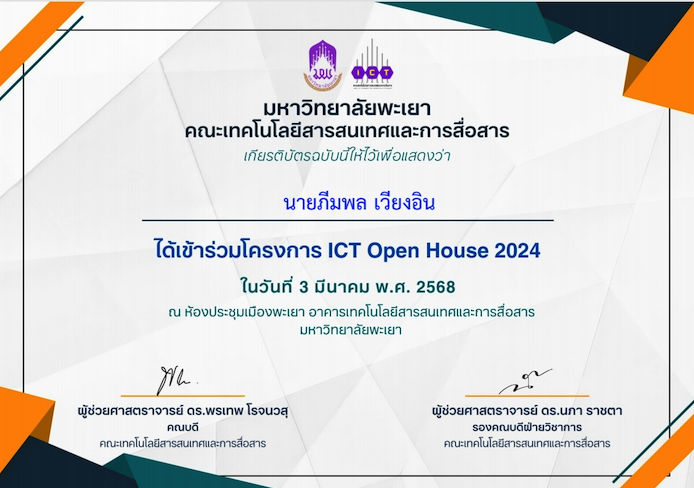 ICT
มหาวิทยาลัยพะเยา
คณะเทคโนโลยีสารสนเทศและการสื่อสาร
เกียรติบัตรฉบับนี้ให้ไว้เพื่อแสดงว่า
นายภีมพล เวียงอิน
ได้เข้าร่วมโครงการ ICT Open House 2024
ในวันที่ 3 มีนาคม พ.ศ. 2568
ณ ห้องประชุมเมืองพะเยา อาคารเทคโนโลยีสารสนเทศและการสื่อสาร
มหาวิทยาลัยพะเยา
ผู้ช่วยศาสตราจารย์ ดร.พรเทพ โรจนวสุ
คณบดี
คณะเทคโนโลยีสารสนเทศและการสื่อสาร
ผู้ช่วยศาสตราจารย์ ดร.นภา ราชตา
รองคณบดีฝ่ายวิชาการ
คณะเทคโนโลยีสารสนเทศและการสื่อสาร